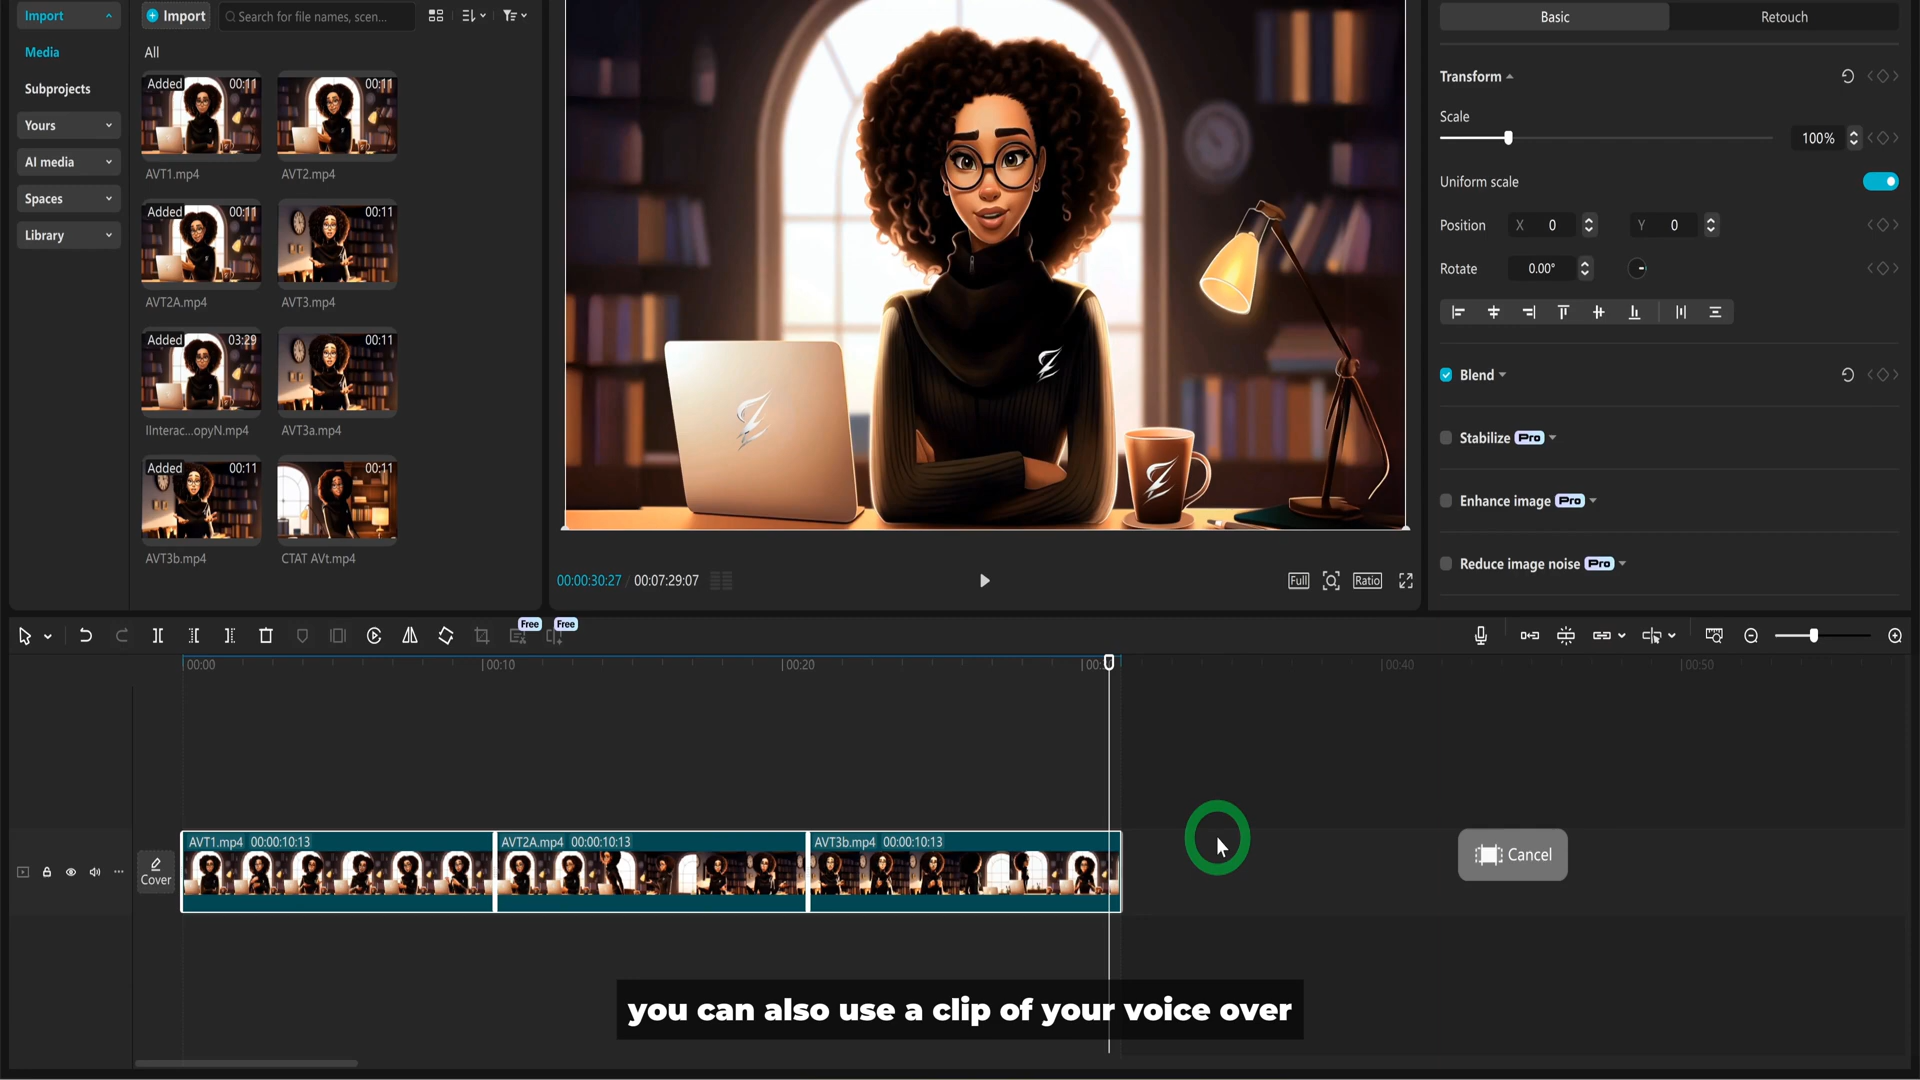 Import
Media
Subprojects
Yours
AI media
Spaces
Library
Import
Search for file names, scen...
All
Added 00:11
AVT1.mp4
00:11
AVT2.mp4
Added 00:11
AVT2A.mp4
00:11
AVT3.mp4
Added 03:29
IInterac...opyN.mp4
00:11
AVT3a.mp4
Added 00:11
AVT3b.mp4
00:11
CTAT AVt.mp4
00:00:30:27 / 00:07:29:07
Full
Ratio
Basic
Retouch
Transform
Scale
100%
Uniform scale
Position X 0 Y 0
Rotate 0.00°
Blend
Stabilize Pro
Enhance image Pro
Reduce image noise Pro
Free
Free
00:00
00:10
00:20
00:40
00:50
Cover
AVT1.mp4 00:00:10:13
AVT2A.mp4 00:00:10:13
AVT3b.mp4 00:00:10:13
Cancel
you can also use a clip of your voice over